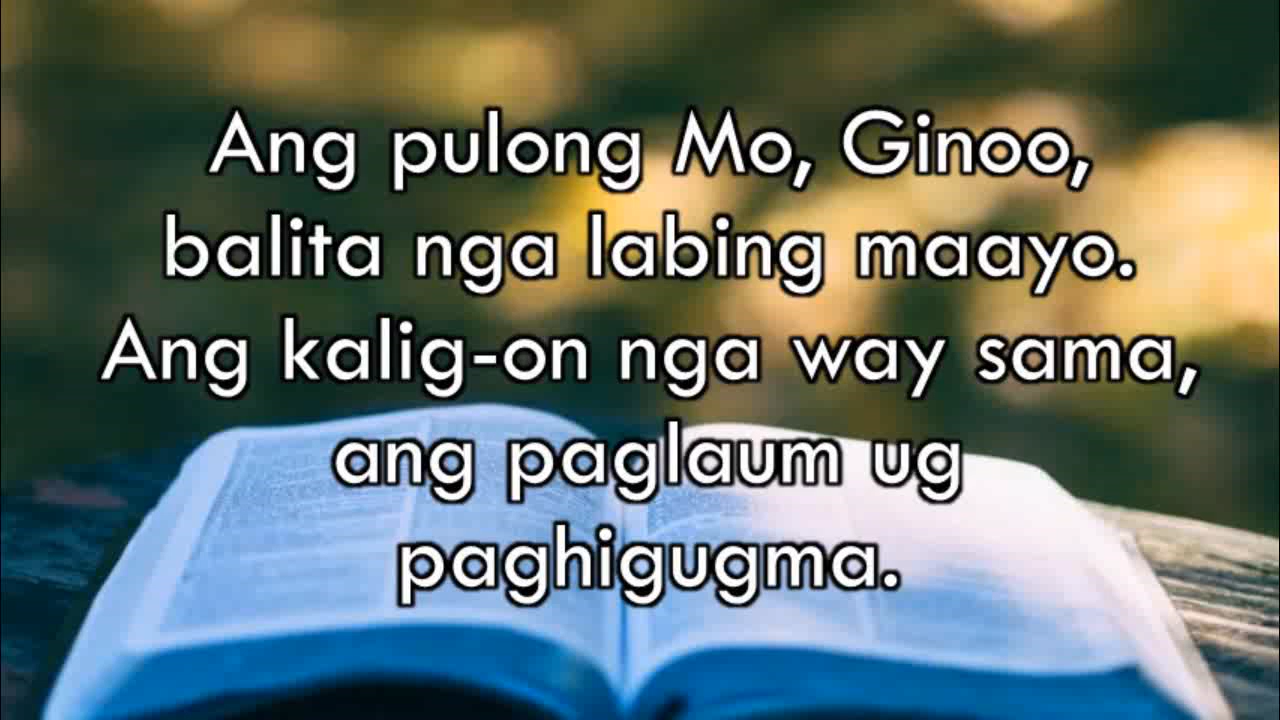 Ang pulong Mo, Ginoo,
balita nga labing maayo.
Ang kalig-on nga way sama,
ang paglaum ug
paghigugma.